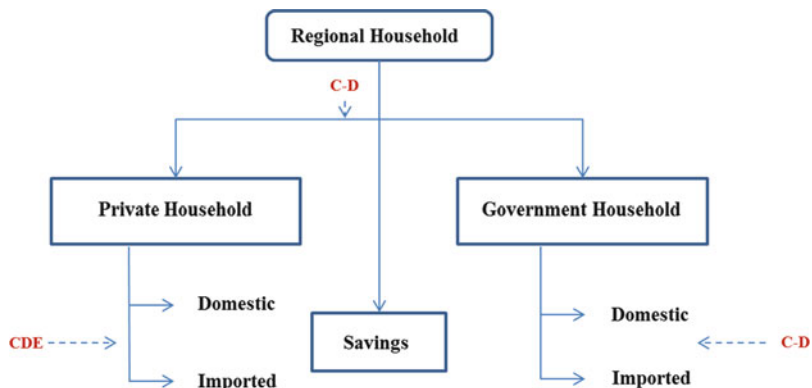 Regional Household
C-D
Private Household
Government Household
Domestic
Domestic
CDE
Savings
C-D
Imported
Imported